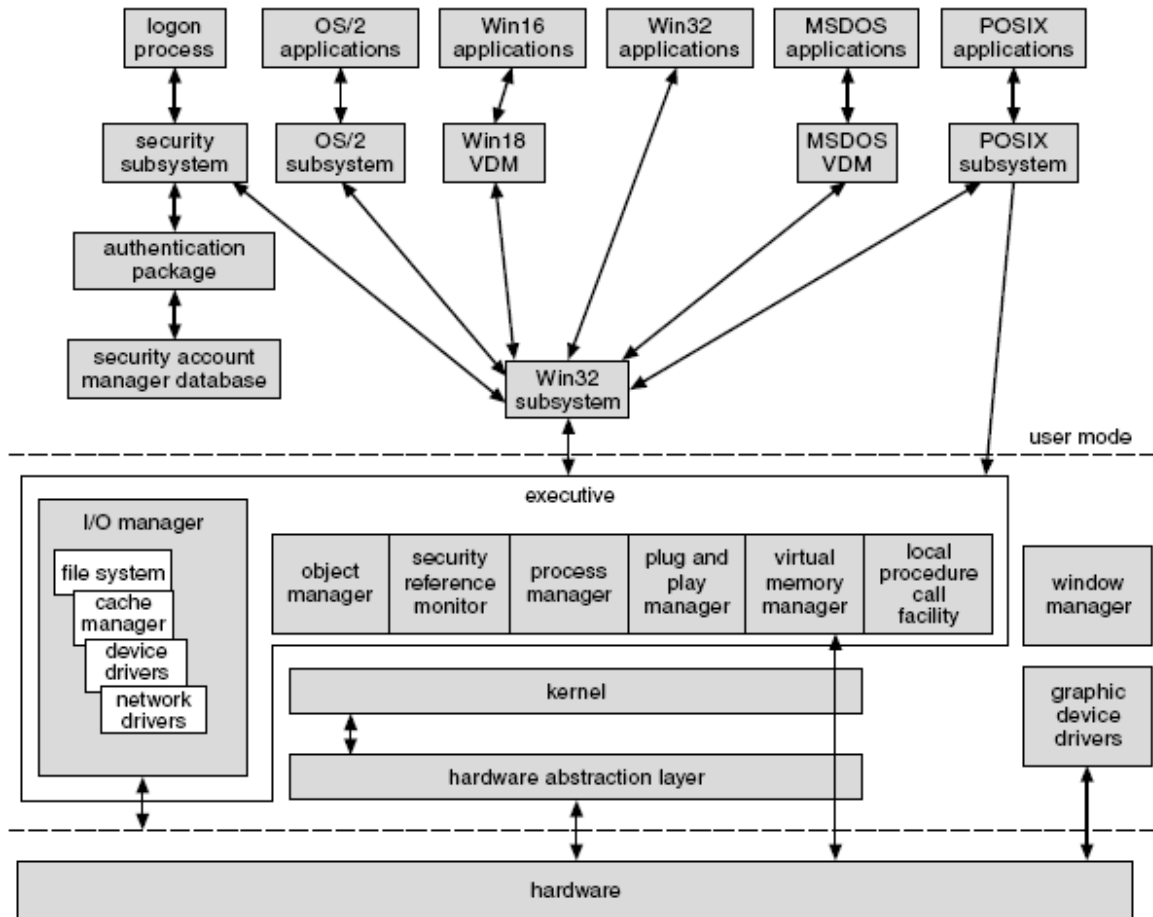 logon
process
OS/2
applications
Win16
applications
Win32
applications
MSDOS
applications
POSIX
applications
security
subsystem
OS/2
subsystem
Win18
VDM
MSDOS
VDM
POSIX
subsystem
authentication
package
security account
manager database
Win32
subsystem
user mode
executive
I/O manager
file system
cache
manager
device
drivers
network
drivers
object
manager
security
reference
monitor
process
manager
plug and
play
manager
virtual
memory
manager
local
procedure
call
facility
window
manager
kernel
graphic
device
drivers
hardware abstraction layer
hardware